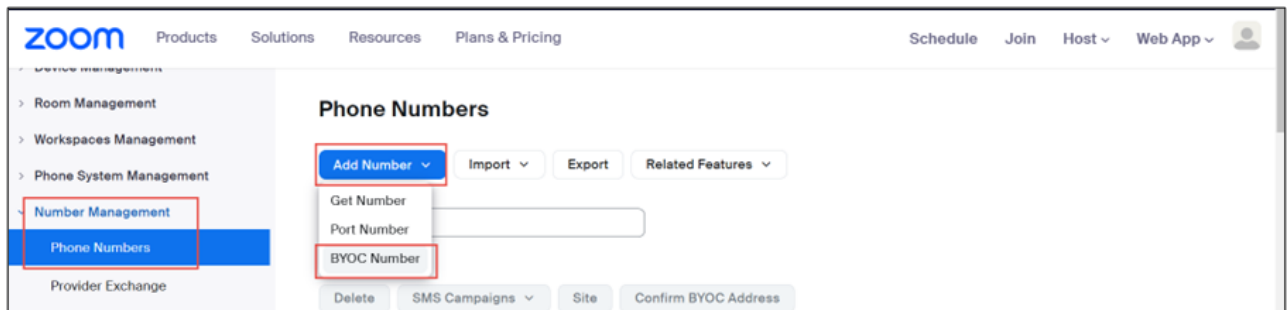 zoom Products Solutions Resources Plans & Pricing Schedule Join Host Web App
Device Management
Room Management
Workspaces Management
Phone System Management
Number Management
Phone Numbers
Provider Exchange
Phone Numbers
Add Number Import Export Related Features
Get Number
Port Number
BYOC Number
Delete SMS Campaigns Site Confirm BYOC Address